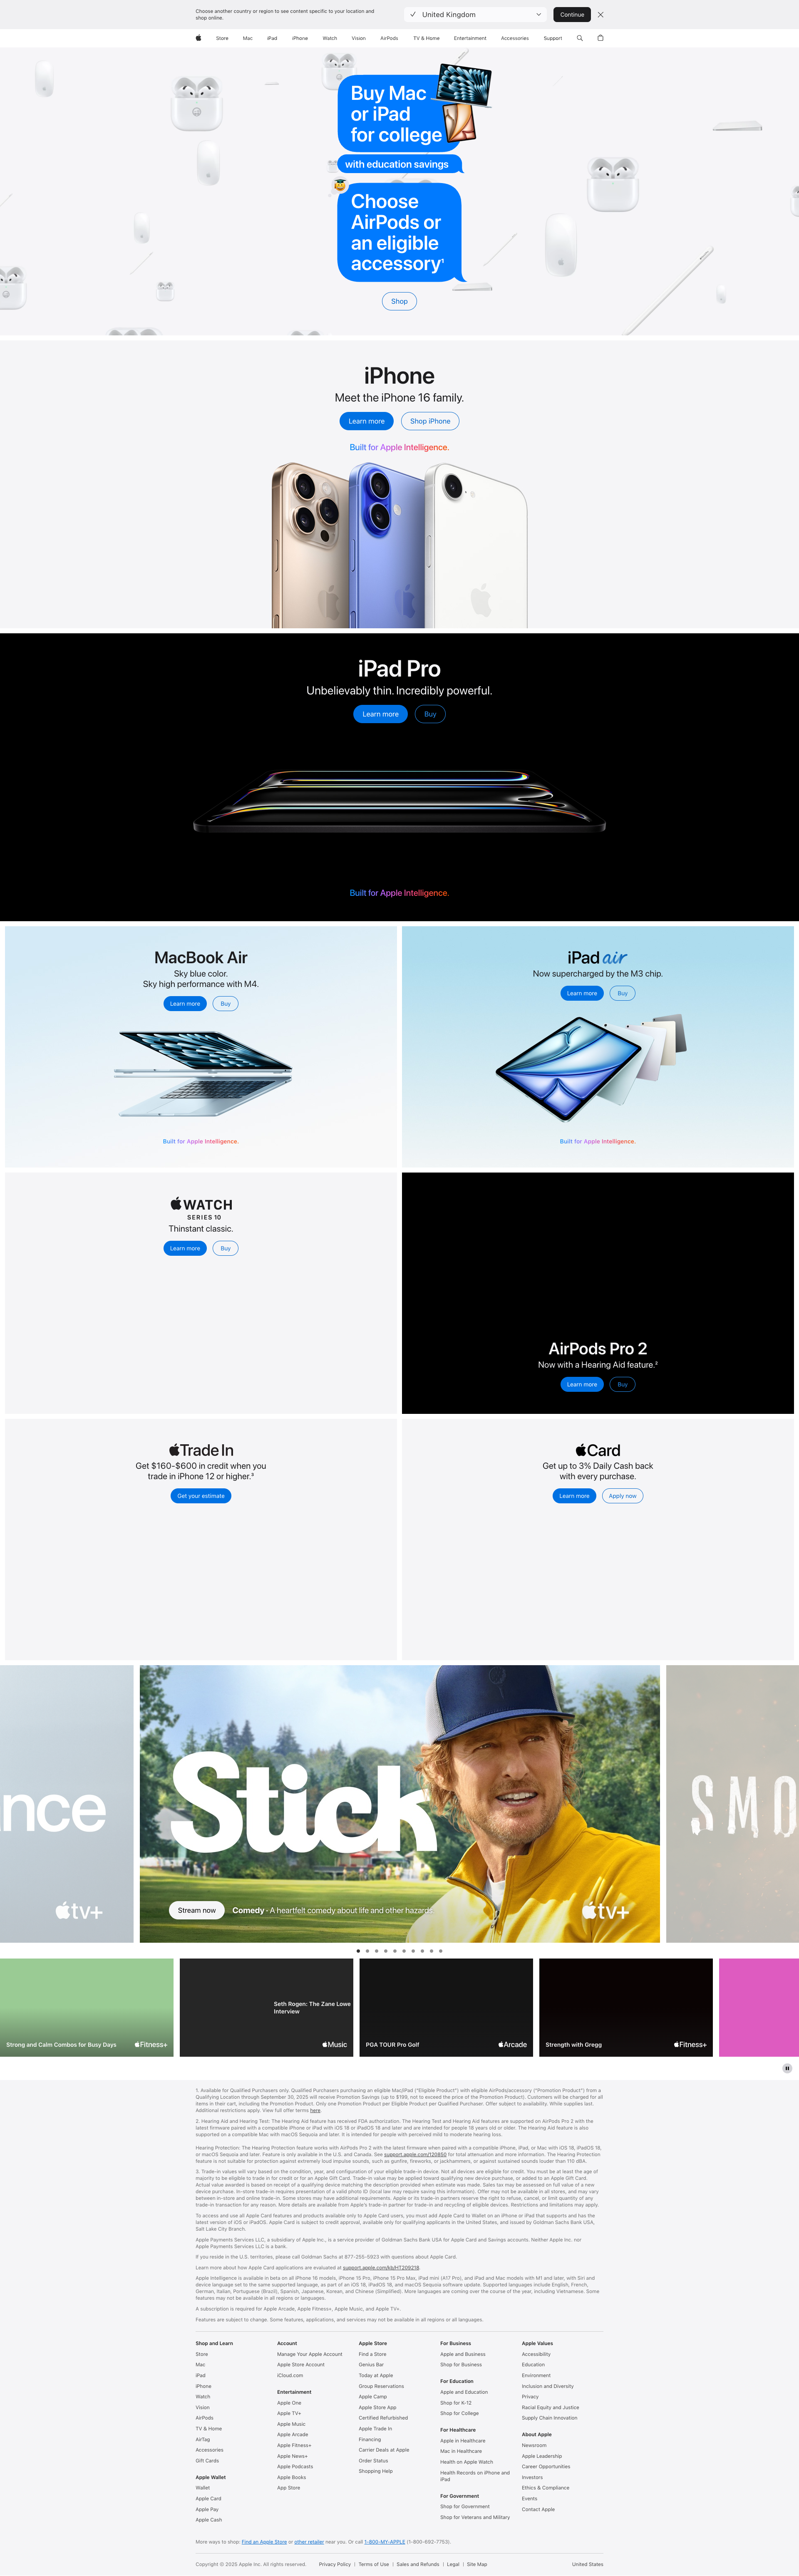 Choose another country or region to see content specific to your location and
shop online.
United Kingdom
Continue
Store
Mac
iPad
iPhone
Watch
Vision
AirPods
TV & Home
Entertainment
Accessories
Support
Buy Mac
or iPad
for college
with education savings
Choose
AirPods or
an eligible
accessory¹
Shop
iPhone
Meet the iPhone 16 family.
Learn more
Shop iPhone
Built for Apple Intelligence.
iPad Pro
Unbelievably thin. Incredibly powerful.
Learn more
Buy
Built for Apple Intelligence.
MacBook Air
Sky blue color.
Sky high performance with M4.
Learn more
Buy
Built for Apple Intelligence.
iPad air
Now supercharged by the M3 chip.
Learn more
Buy
Built for Apple Intelligence.
WATCH
SERIES 10
Thinstant classic.
Learn more
Buy
AirPods Pro 2
Now with a Hearing Aid feature.²
Learn more
Buy
Trade In
Get $160-$600 in credit when you
trade in iPhone 12 or higher.³
Get your estimate
Card
Get up to 3% Daily Cash back
with every purchase.
Learn more
Apply now
nce
tv+
Stick
Stream now
Comedy · A heartfelt comedy about life and other hazards.
tv+
SMO
Strong and Calm Combos for Busy Days
Fitness+
Seth Rogen: The Zane Lowe
Interview
Music
PGA TOUR Pro Golf
Arcade
Strength with Gregg
Fitness+
1. Available for Qualified Purchasers only. Qualified Purchasers purchasing an eligible Mac/iPad ("Eligible Product") with eligible AirPods/accessory ("Promotion Product") from a
Qualifying Location through September 30, 2025 will receive Promotion Savings (up to $199), not to exceed the price of the Promotion Product). Customers will be charged for all
items in their cart, including the Promotion Product. Only one Promotion Product per Eligible Product per Qualified Purchaser. Offer subject to availability. While supplies last.
Additional restrictions apply. View full offer terms here.
2. Hearing Aid and Hearing Test: The Hearing Aid feature has received FDA authorization. The Hearing Test and Hearing Aid features are supported on AirPods Pro 2 with the
latest firmware paired with a compatible iPhone or iPad with iOS 18 or iPadOS 18 and later and are intended for people 18 years old or older. The Hearing Aid feature is also
supported on a compatible Mac with macOS Sequoia and later. It is intended for people with perceived mild to moderate hearing loss.
Hearing Protection: The Hearing Protection feature works with AirPods Pro 2 with the latest firmware when paired with a compatible iPhone, iPad, or Mac with iOS 18, iPadOS 18,
or macOS Sequoia and later. Feature is only available in the U.S. and Canada. See support.apple.com/120850 for total attenuation and more information. The Hearing Protection
feature is not suitable for protection against extremely loud impulse sounds, such as gunfire, fireworks, or jackhammers, or against sustained sounds louder than 110 dBA.
3. Trade-in values will vary based on the condition, year, and configuration of your eligible trade-in device. Not all devices are eligible for credit. You must be at least the age of
majority to be eligible to trade in for credit or for an Apple Gift Card. Trade-in value may be applied toward qualifying new device purchase, or added to an Apple Gift Card.
Actual value awarded is based on receipt of a qualifying device matching the description provided when estimate was made. Sales tax may be assessed on full value of a new
device purchase. In-store trade-in requires presentation of a valid photo ID (local law may require saving this information). Offer may not be available in all stores, and may vary
between in-store and online trade-in. Some stores may have additional requirements. Apple or its trade-in partners reserve the right to refuse, cancel, or limit quantity of any
trade-in transaction for any reason. More details are available from Apple's trade-in partner for trade-in and recycling of eligible devices. Restrictions and limitations may apply.
To access and use all Apple Card features and products available only to Apple Card users, you must add Apple Card to Wallet on an iPhone or iPad that supports and has the
latest version of iOS or iPadOS. Apple Card is subject to credit approval, available only for qualifying applicants in the United States, and issued by Goldman Sachs Bank USA,
Salt Lake City Branch.
Apple Payments Services LLC, a subsidiary of Apple Inc., is a service provider of Goldman Sachs Bank USA for Apple Card and Savings accounts. Neither Apple Inc. nor
Apple Payments Services LLC is a bank.
If you reside in the U.S. territories, please call Goldman Sachs at 877-255-5923 with questions about Apple Card.
Learn more about how Apple Card applications are evaluated at support.apple.com/kb/HT209218.
Apple Intelligence is available in beta on all iPhone 16 models, iPhone 15 Pro, iPhone 15 Pro Max, iPad mini (A17 Pro), and iPad and Mac models with M1 and later, with Siri and
device language set to the same supported language, as part of an iOS 18, iPadOS 18, and macOS Sequoia software update. Supported languages include English, French,
German, Italian, Portuguese (Brazil), Spanish, Japanese, Korean, and Chinese (Simplified). More languages are coming over the course of the year, including Vietnamese. Some
features may not be available in all regions or languages.
A subscription is required for Apple Arcade, Apple Fitness+, Apple Music, and Apple TV+.
Features are subject to change. Some features, applications, and services may not be available in all regions or all languages.
Shop and Learn
Store
Mac
iPad
iPhone
Watch
Vision
AirPods
TV & Home
AirTag
Accessories
Gift Cards
Apple Wallet
Wallet
Apple Card
Apple Pay
Apple Cash
Account
Manage Your Apple Account
Apple Store Account
iCloud.com
Entertainment
Apple One
Apple TV+
Apple Music
Apple Arcade
Apple Fitness+
Apple News+
Apple Podcasts
Apple Books
App Store
Apple Store
Find a Store
Genius Bar
Today at Apple
Group Reservations
Apple Camp
Apple Store App
Certified Refurbished
Apple Trade In
Financing
Carrier Deals at Apple
Order Status
Shopping Help
For Business
Apple and Business
Shop for Business
For Education
Apple and Education
Shop for K-12
Shop for College
For Healthcare
Apple in Healthcare
Mac in Healthcare
Health on Apple Watch
Health Records on iPhone and
iPad
For Government
Shop for Government
Shop for Veterans and Military
Apple Values
Accessibility
Education
Environment
Inclusion and Diversity
Privacy
Racial Equity and Justice
Supply Chain Innovation
About Apple
Newsroom
Apple Leadership
Career Opportunities
Investors
Ethics & Compliance
Events
Contact Apple
More ways to shop: Find an Apple Store or other retailer near you. Or call 1-800-MY-APPLE (1-800-692-7753).
Copyright © 2025 Apple Inc. All rights reserved.
Privacy Policy | Terms of Use | Sales and Refunds | Legal | Site Map
United States